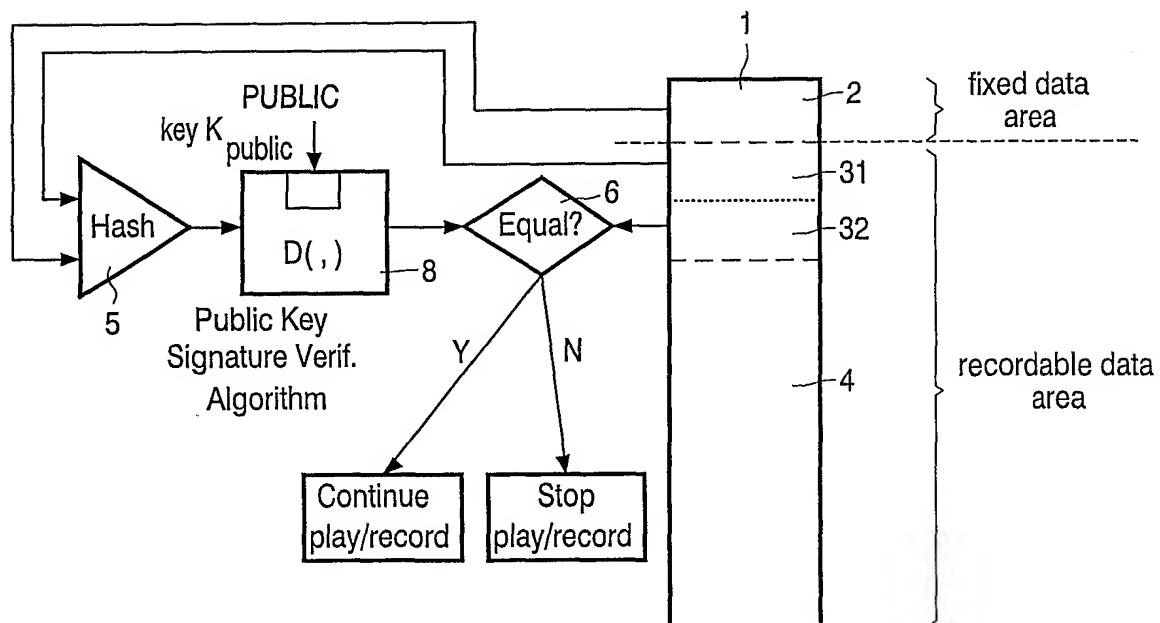 1
2
fixed data
area
PUBLIC
key K public
31
6
Hash
Equal?
32
D(,)
8
5
Public Key
Signature Verif.
Algorithm
Y
N
4
recordable data
area
Continue
play/record
Stop
play/record